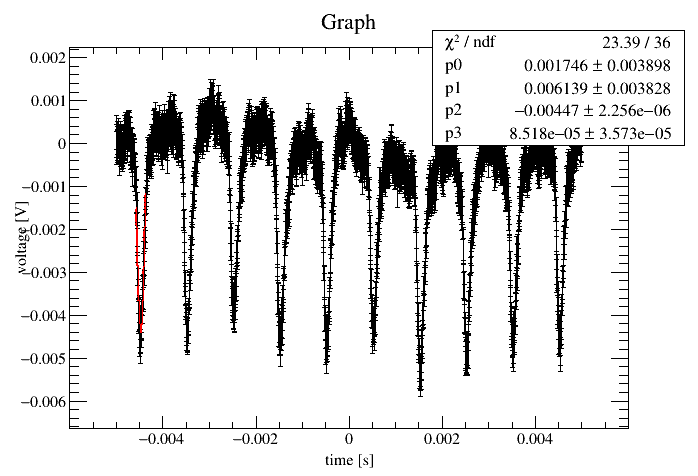 Graph
χ² / ndf 23.39 / 36
p0 0.001746 ± 0.003898
p1 0.006139 ± 0.003828
p2 −0.00447 ± 2.256e−06
p3 8.518e−05 ± 3.573e−05
voltage [V]
0.002
0.001
0
−0.001
−0.002
−0.003
−0.004
−0.005
−0.006
−0.004 −0.002 0 0.002 0.004
time [s]